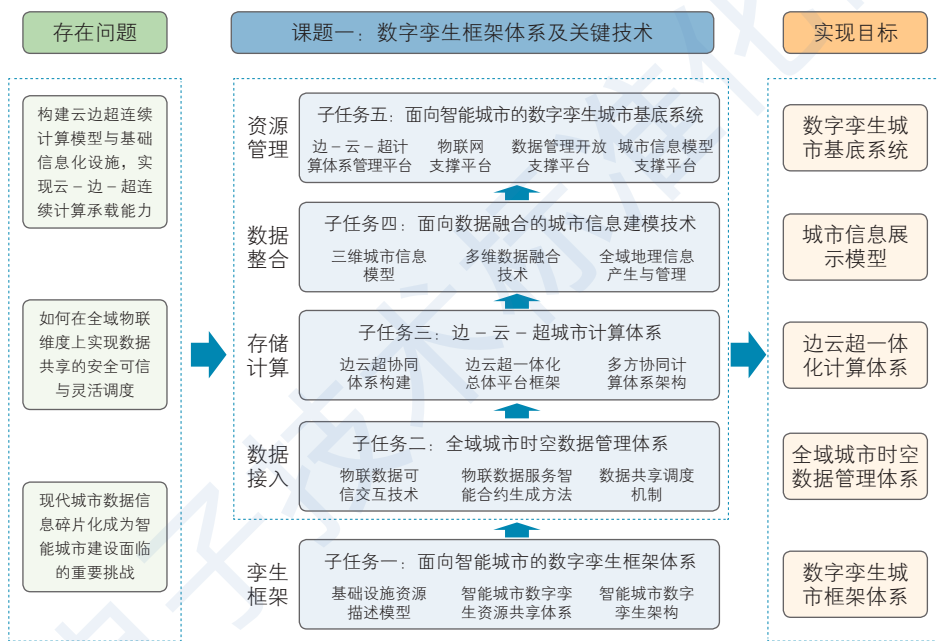 存在问题
课题一：数字孪生框架体系及关键技术
实现目标
构建云边超连续
计算模型与基础
信息化设施，实
现云－边－超连
续计算承载能力
如何在全域物联
维度上实现数据
共享的安全可信
与灵活调度
现代城市数据信
息碎片化成为智
能城市建设面临
的重要挑战
资源
管理
子任务五：面向智能城市的数字孪生城市基底系统
边－云－超计
算体系管理平台
物联网
支撑平台
数据管理开放
支撑平台
城市信息模型
支撑平台
数据
整合
子任务四：面向数据融合的城市信息建模技术
三维城市信息
模型
多维数据融合
技术
全域地理信息
产生与管理
存储
计算
子任务三：边－云－超城市计算体系
边云超协同
体系构建
边云超一体化
总体平台框架
多方协同计
算体系架构
数据
接入
子任务二：全域城市时空数据管理体系
物联数据可
信交互技术
物联数据服务智
能合约生成方法
数据共享调度
机制
孪生
框架
子任务一：面向智能城市的数字孪生框架体系
基础设施资源
描述模型
智能城市数字孪
生资源共享体系
智能城市数字
孪生架构
数字孪生城
市基底系统
城市信息展
示模型
边云超一体
化计算体系
全域城市时空
数据管理体系
数字孪生城
市框架体系
电子技术标准化